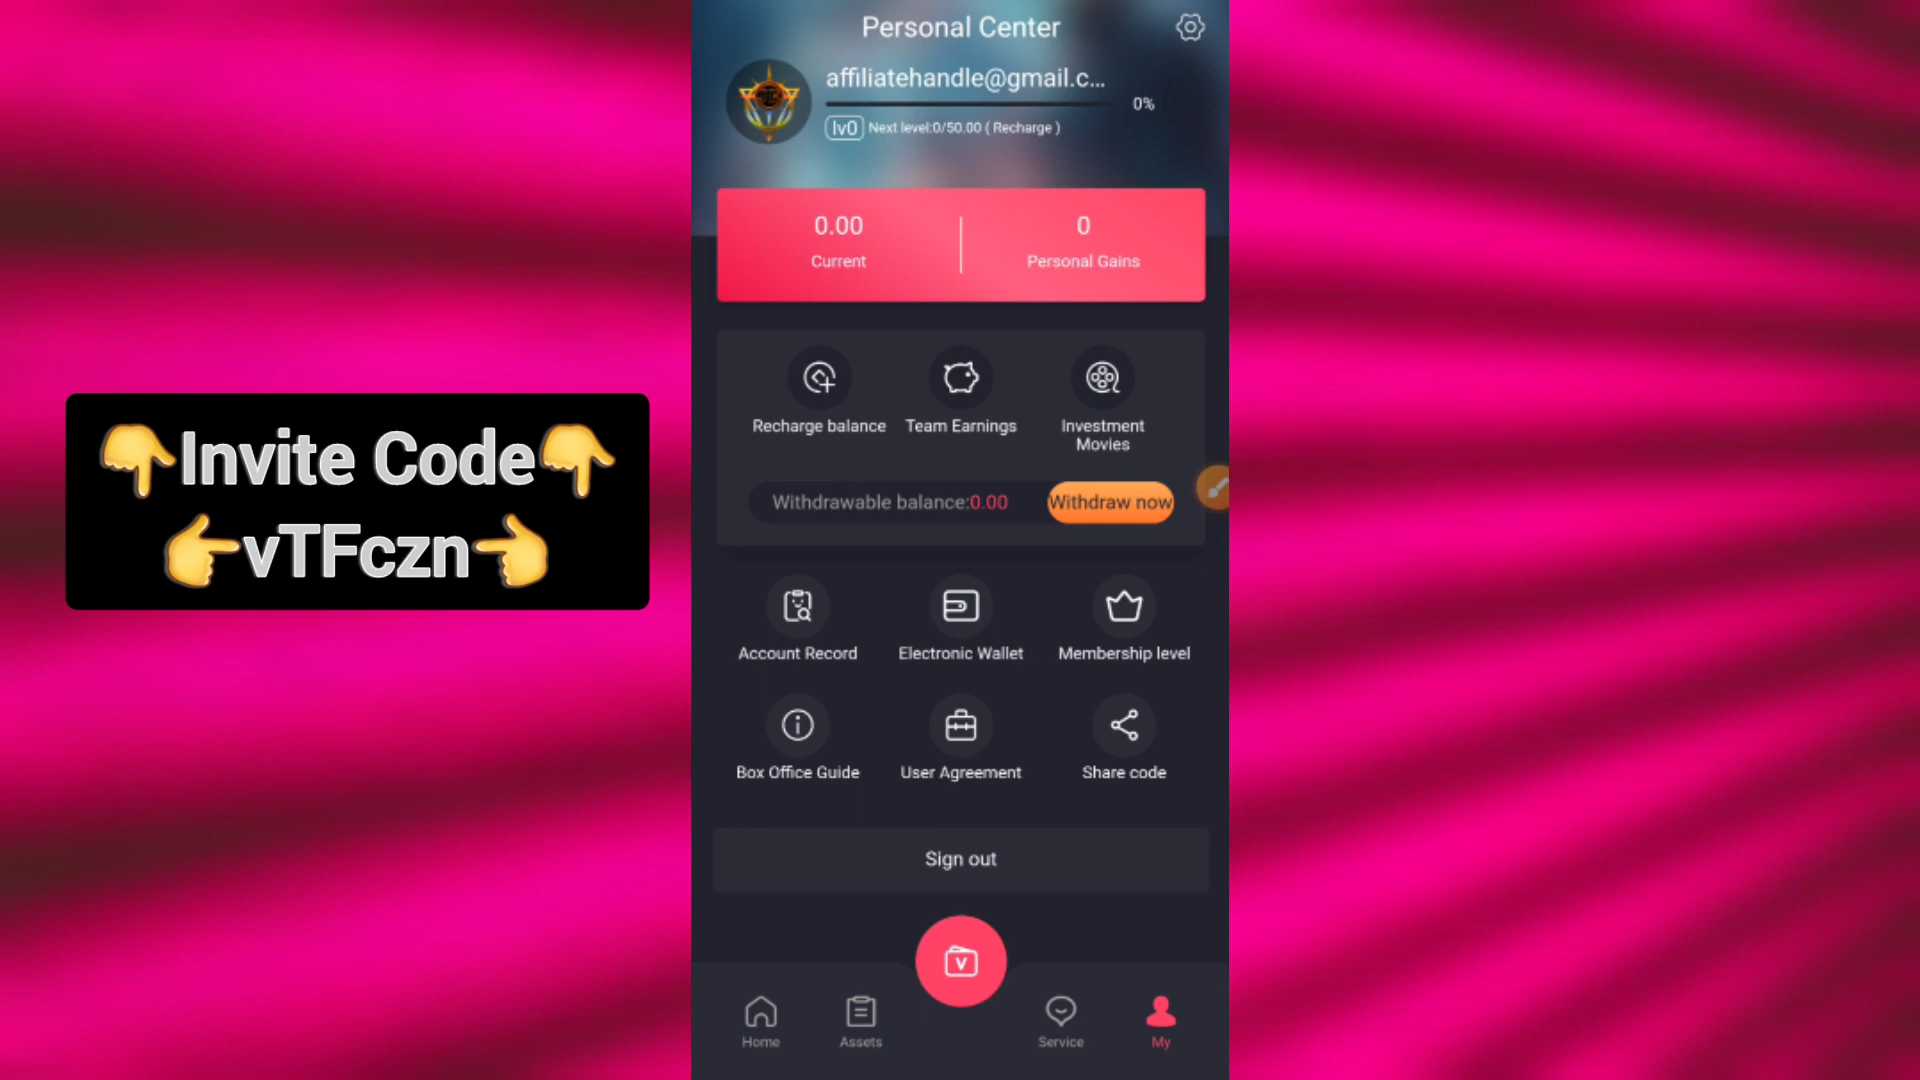 Personal Center
affiliatehandle@gmail.c...
0%
lv0 Next level:0/50.00 ( Recharge )
0.00
Current
0
Personal Gains
Recharge balance
Team Earnings
Investment
Movies
Withdrawable balance:0.00
Withdraw now
👇Invite Code👇
👉vTFczn👈
Account Record
Electronic Wallet
Membership level
Box Office Guide
User Agreement
Share code
Sign out
V
Home
Assets
Service
My